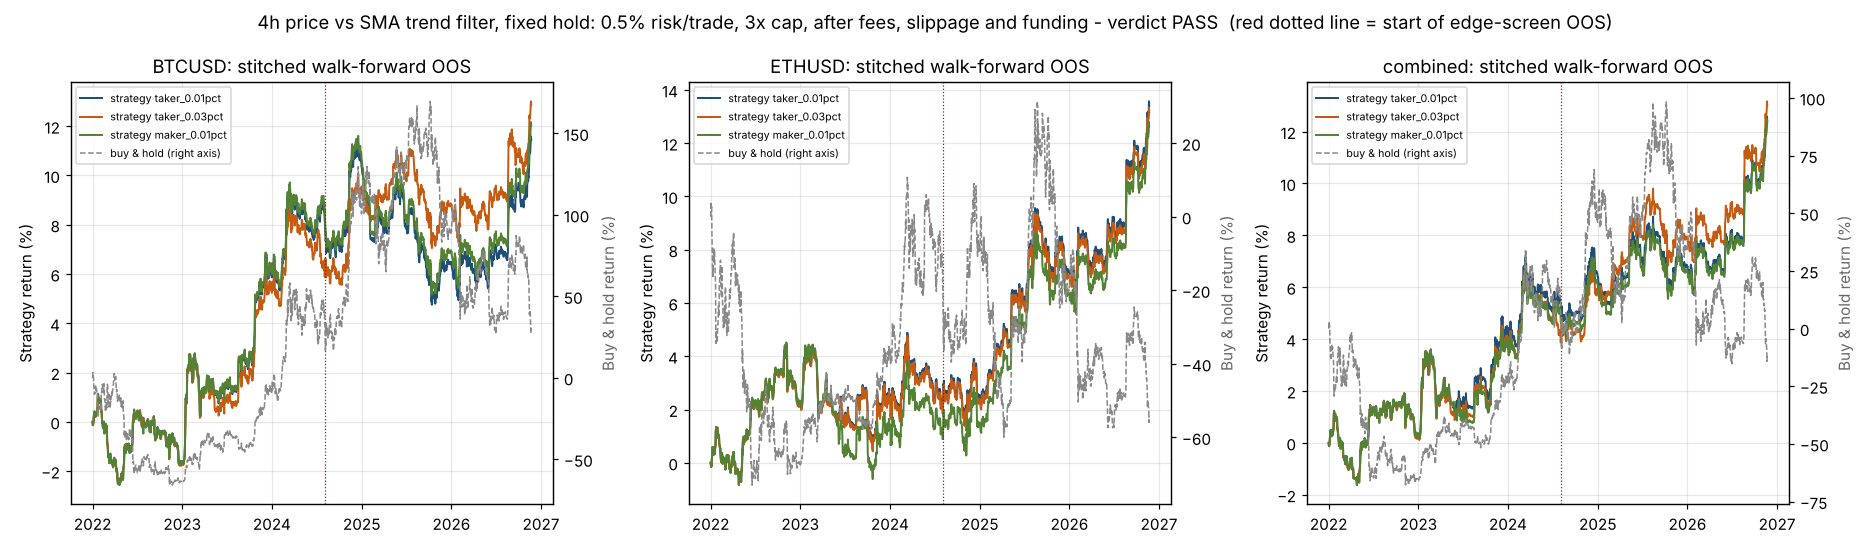 4h price vs SMA trend filter, fixed hold: 0.5% risk/trade, 3x cap, after fees, slippage and funding - verdict PASS  (red dotted line = start of edge-screen OOS)
BTCUSD: stitched walk-forward OOS
strategy taker_0.01pct
strategy taker_0.03pct
strategy maker_0.01pct
buy & hold (right axis)
Strategy return (%)
12
10
8
6
4
2
0
−2
150
100
50
0
−50
Buy & hold return (%)
2022
2023
2024
2025
2026
2027
ETHUSD: stitched walk-forward OOS
strategy taker_0.01pct
strategy taker_0.03pct
strategy maker_0.01pct
buy & hold (right axis)
Strategy return (%)
14
12
10
8
6
4
2
0
20
0
−20
−40
−60
Buy & hold return (%)
2022
2023
2024
2025
2026
2027
combined: stitched walk-forward OOS
strategy taker_0.01pct
strategy taker_0.03pct
strategy maker_0.01pct
buy & hold (right axis)
Strategy return (%)
12
10
8
6
4
2
0
−2
100
75
50
25
0
−25
−50
−75
Buy & hold return (%)
2022
2023
2024
2025
2026
2027